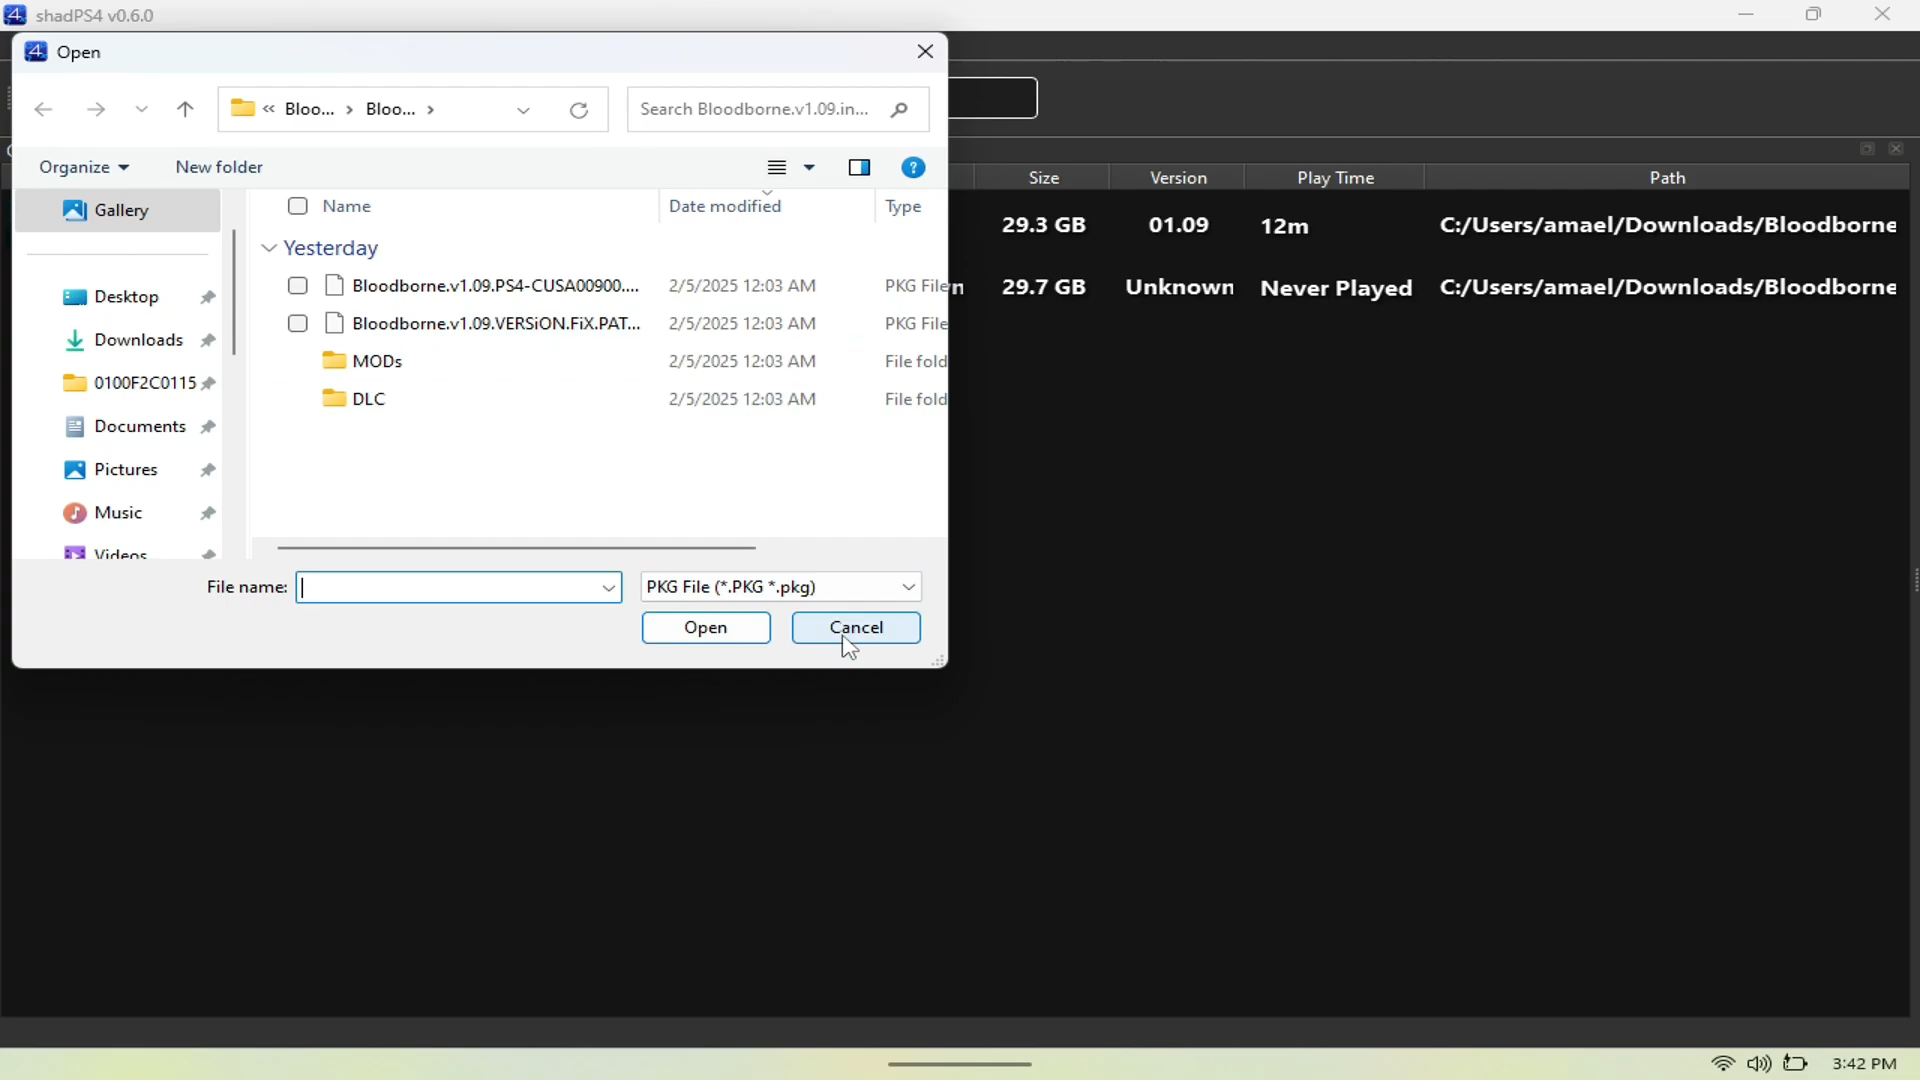 shadPS4 v0.6.0
Open
« Bloo... › Bloo... ›
Search Bloodborne.v1.09.in...
Organize
New folder
Size Version Play Time Path
Gallery
Name Date modified Type
29.3 GB 01.09 12m C:/Users/amael/Downloads/Bloodborne
Yesterday
Desktop
Bloodborne.v1.09.PS4-CUSA00900.... 2/5/2025 12:03 AM PKG File
n 29.7 GB Unknown Never Played C:/Users/amael/Downloads/Bloodborne
Downloads
Bloodborne.v1.09.VERSiON.FiX.PAT... 2/5/2025 12:03 AM PKG File
0100F2C0115
MODs 2/5/2025 12:03 AM File fold
Documents
DLC 2/5/2025 12:03 AM File fold
Pictures
Music
Videos
File name:
PKG File (*.PKG *.pkg)
Open Cancel
3:42 PM